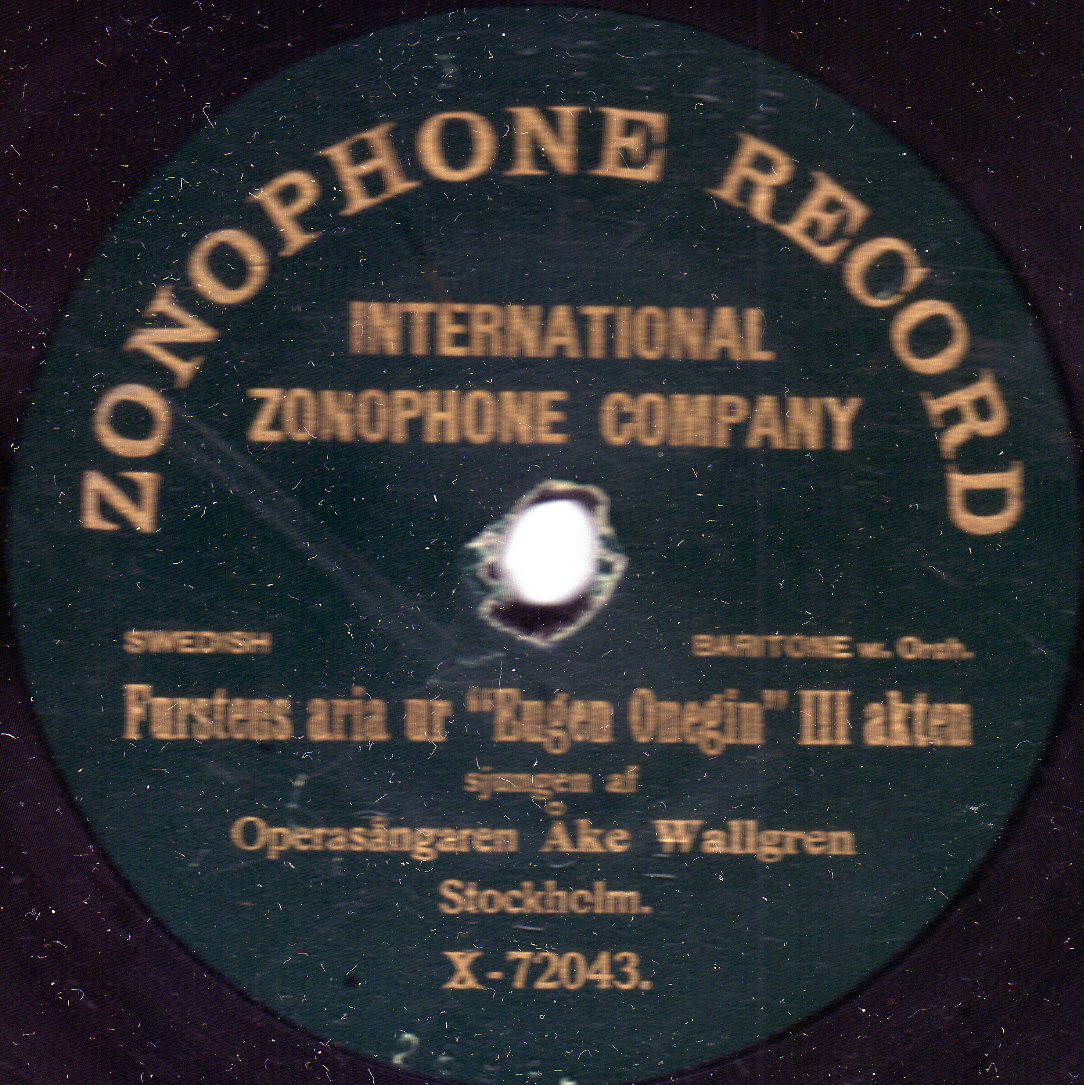 ZONOPHONE RECORD
INTERNATIONAL
ZONOPHONE COMPANY
SWEDISH
BARITONE w. Orch.
Furstens aria ur “Eugen Onegin” III akten
sjungen af
Operasångaren Åke Wallgren
Stockholm.
X-72043.